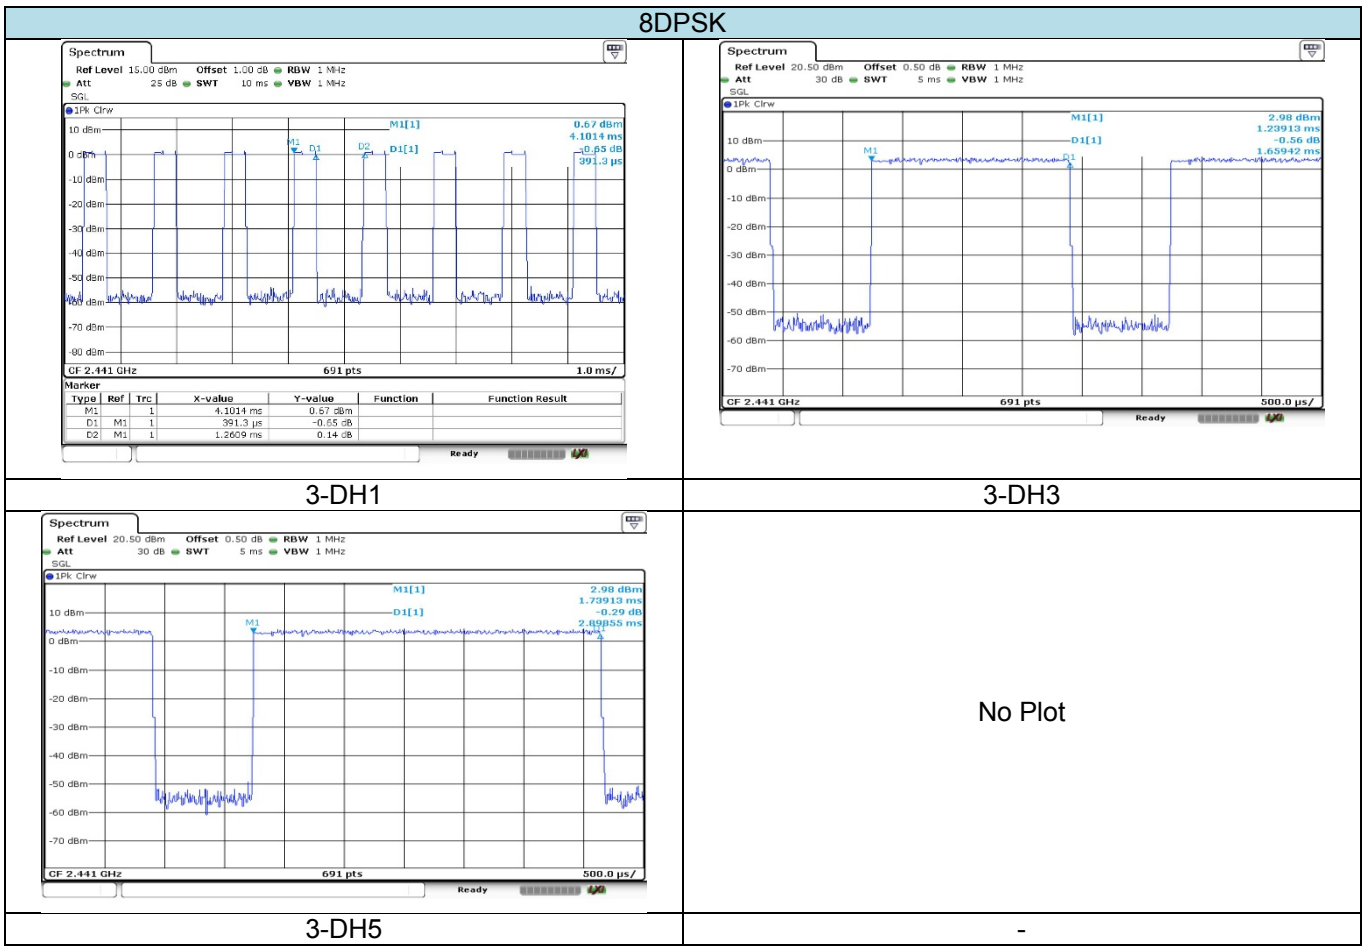 8DPSK
Spectrum
Ref Level 15.00 dBm Offset 1.00 dB RBW 1 MHz
Att 25 dB SWT 10 ms VBW 1 MHz
SGL
1Pk Clrw
M1[1] 0.67 dBm
4.1014 ms
D1[1] -0.65 dB
391.3 µs
10 dBm
0 dBm
-10 dBm
-20 dBm
-30 dBm
-40 dBm
-50 dBm
-60 dBm
-70 dBm
-80 dBm
M1
D1
D2
CF 2.441 GHz 691 pts 1.0 ms/
Marker
Type Ref Trc X-value Y-value Function Function Result
M1 1 4.1014 ms 0.67 dBm
D1 M1 1 391.3 µs -0.65 dB
D2 M1 1 1.2609 ms 0.14 dB
Ready LXI
3-DH1
Spectrum
Ref Level 20.50 dBm Offset 0.50 dB RBW 1 MHz
Att 30 dB SWT 5 ms VBW 1 MHz
SGL
1Pk Clrw
M1[1] 2.98 dBm
1.23913 ms
D1[1] -0.56 dB
1.65942 ms
10 dBm
0 dBm
-10 dBm
-20 dBm
-30 dBm
-40 dBm
-50 dBm
-60 dBm
-70 dBm
M1
D1
CF 2.441 GHz 691 pts 500.0 µs/
Ready LXI
3-DH3
Spectrum
Ref Level 20.50 dBm Offset 0.50 dB RBW 1 MHz
Att 30 dB SWT 5 ms VBW 1 MHz
SGL
1Pk Clrw
M1[1] 2.98 dBm
1.73913 ms
D1[1] -0.29 dB
2.89855 ms
10 dBm
0 dBm
-10 dBm
-20 dBm
-30 dBm
-40 dBm
-50 dBm
-60 dBm
-70 dBm
M1
D1
CF 2.441 GHz 691 pts 500.0 µs/
Ready LXI
3-DH5
No Plot
-